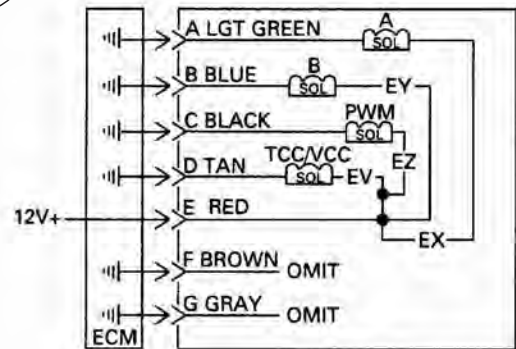 A
A LGT GREEN
SOL
B
B BLUE
SOL
EY
PWM
C BLACK
SOL
EZ
TCC/VCC
D TAN
SOL
EV
12V+
E RED
EX
F BROWN OMIT
G GRAY OMIT
ECM